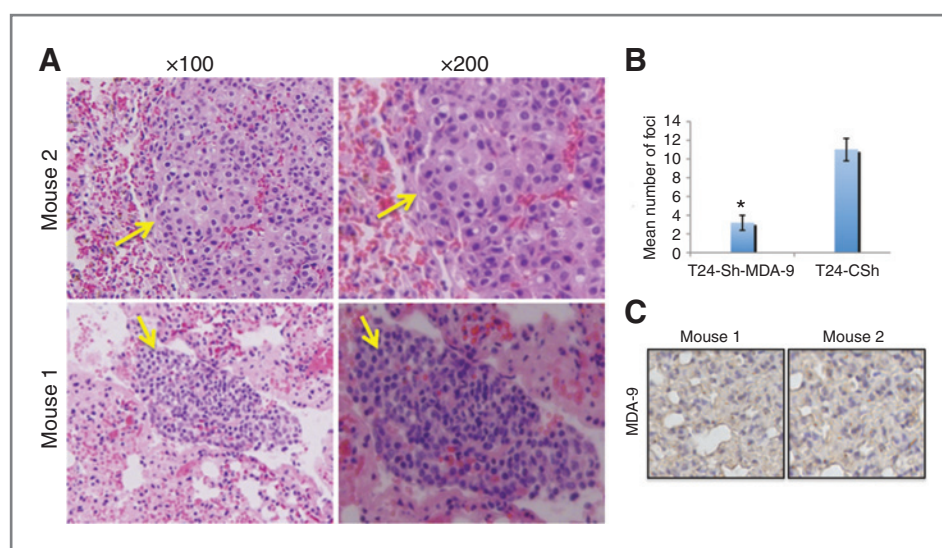 A
×100
×200
Mouse 2
Mouse 1
B
Mean number of foci
14
12
10
8
6
4
2
0
*
T24-Sh-MDA-9
T24-CSh
C
Mouse 1
Mouse 2
MDA-9